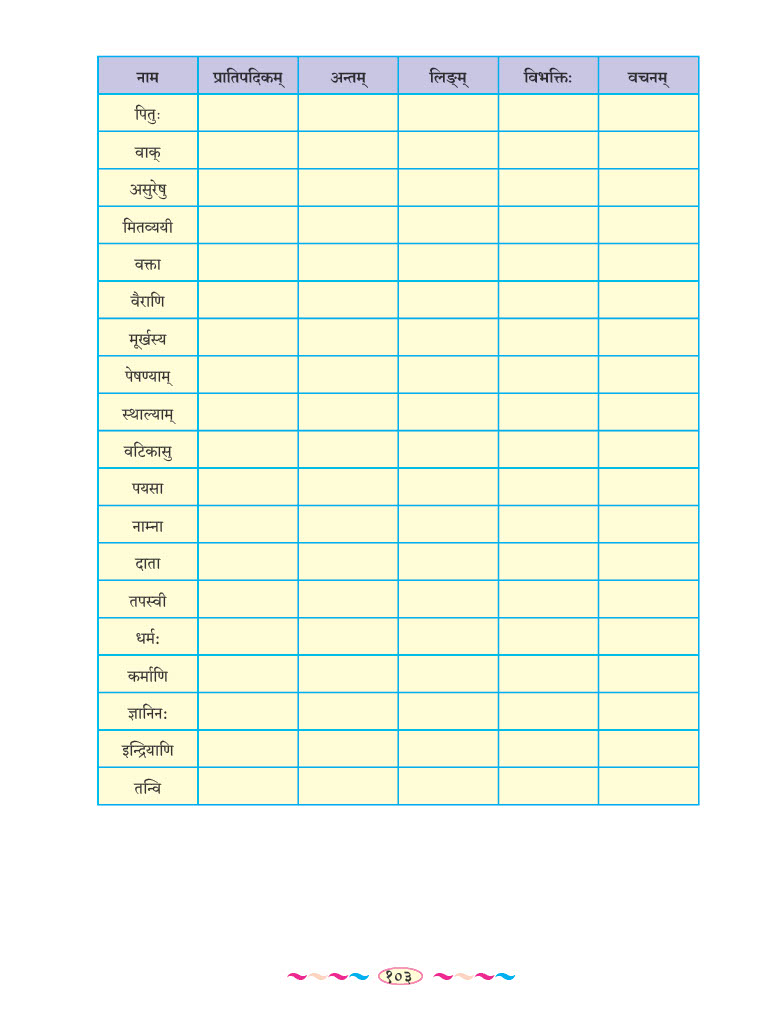 नाम प्रातिपदिकम् अन्तम् लिङ्गम् विभक्तिः वचनम्
पितुः
वाक्
असुरेषु
मितव्ययी
वक्ता
वैराणि
मूर्खस्य
पेषण्याम्
स्थाल्याम्
वटिकासु
पयसा
नाम्ना
दाता
तपस्वी
धर्मः
कर्माणि
ज्ञानिनः
इन्द्रियाणि
तन्वि
१०३